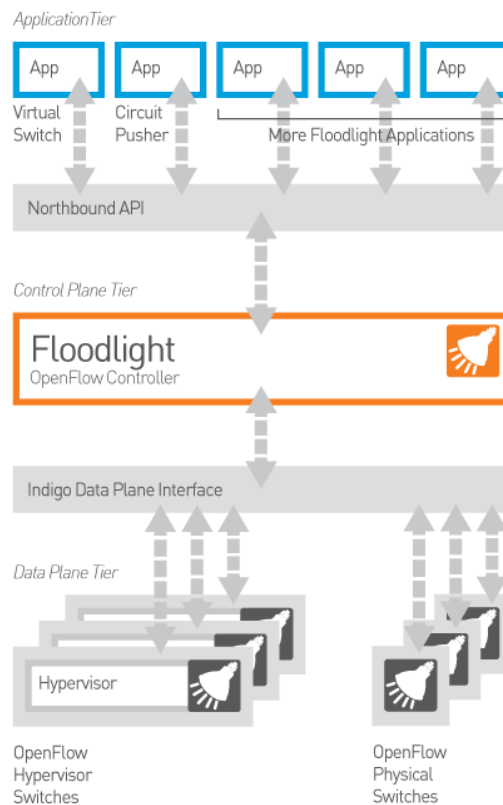 ApplicationTier
App
App
App
App
App
Virtual
Switch
Circuit
Pusher
More Floodlight Applications
Northbound API
Control Plane Tier
Floodlight
OpenFlow Controller
Indigo Data Plane Interface
Data Plane Tier
Hypervisor
OpenFlow
Hypervisor
Switches
OpenFlow
Physical
Switches